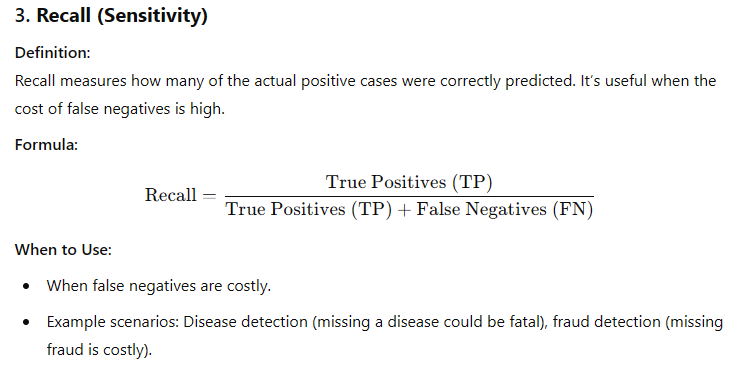 3. Recall (Sensitivity)
Definition:
Recall measures how many of the actual positive cases were correctly predicted. It's useful when the
cost of false negatives is high.
Formula:
Recall = True Positives (TP) / True Positives (TP) + False Negatives (FN)
When to Use:
• When false negatives are costly.
• Example scenarios: Disease detection (missing a disease could be fatal), fraud detection (missing
fraud is costly).